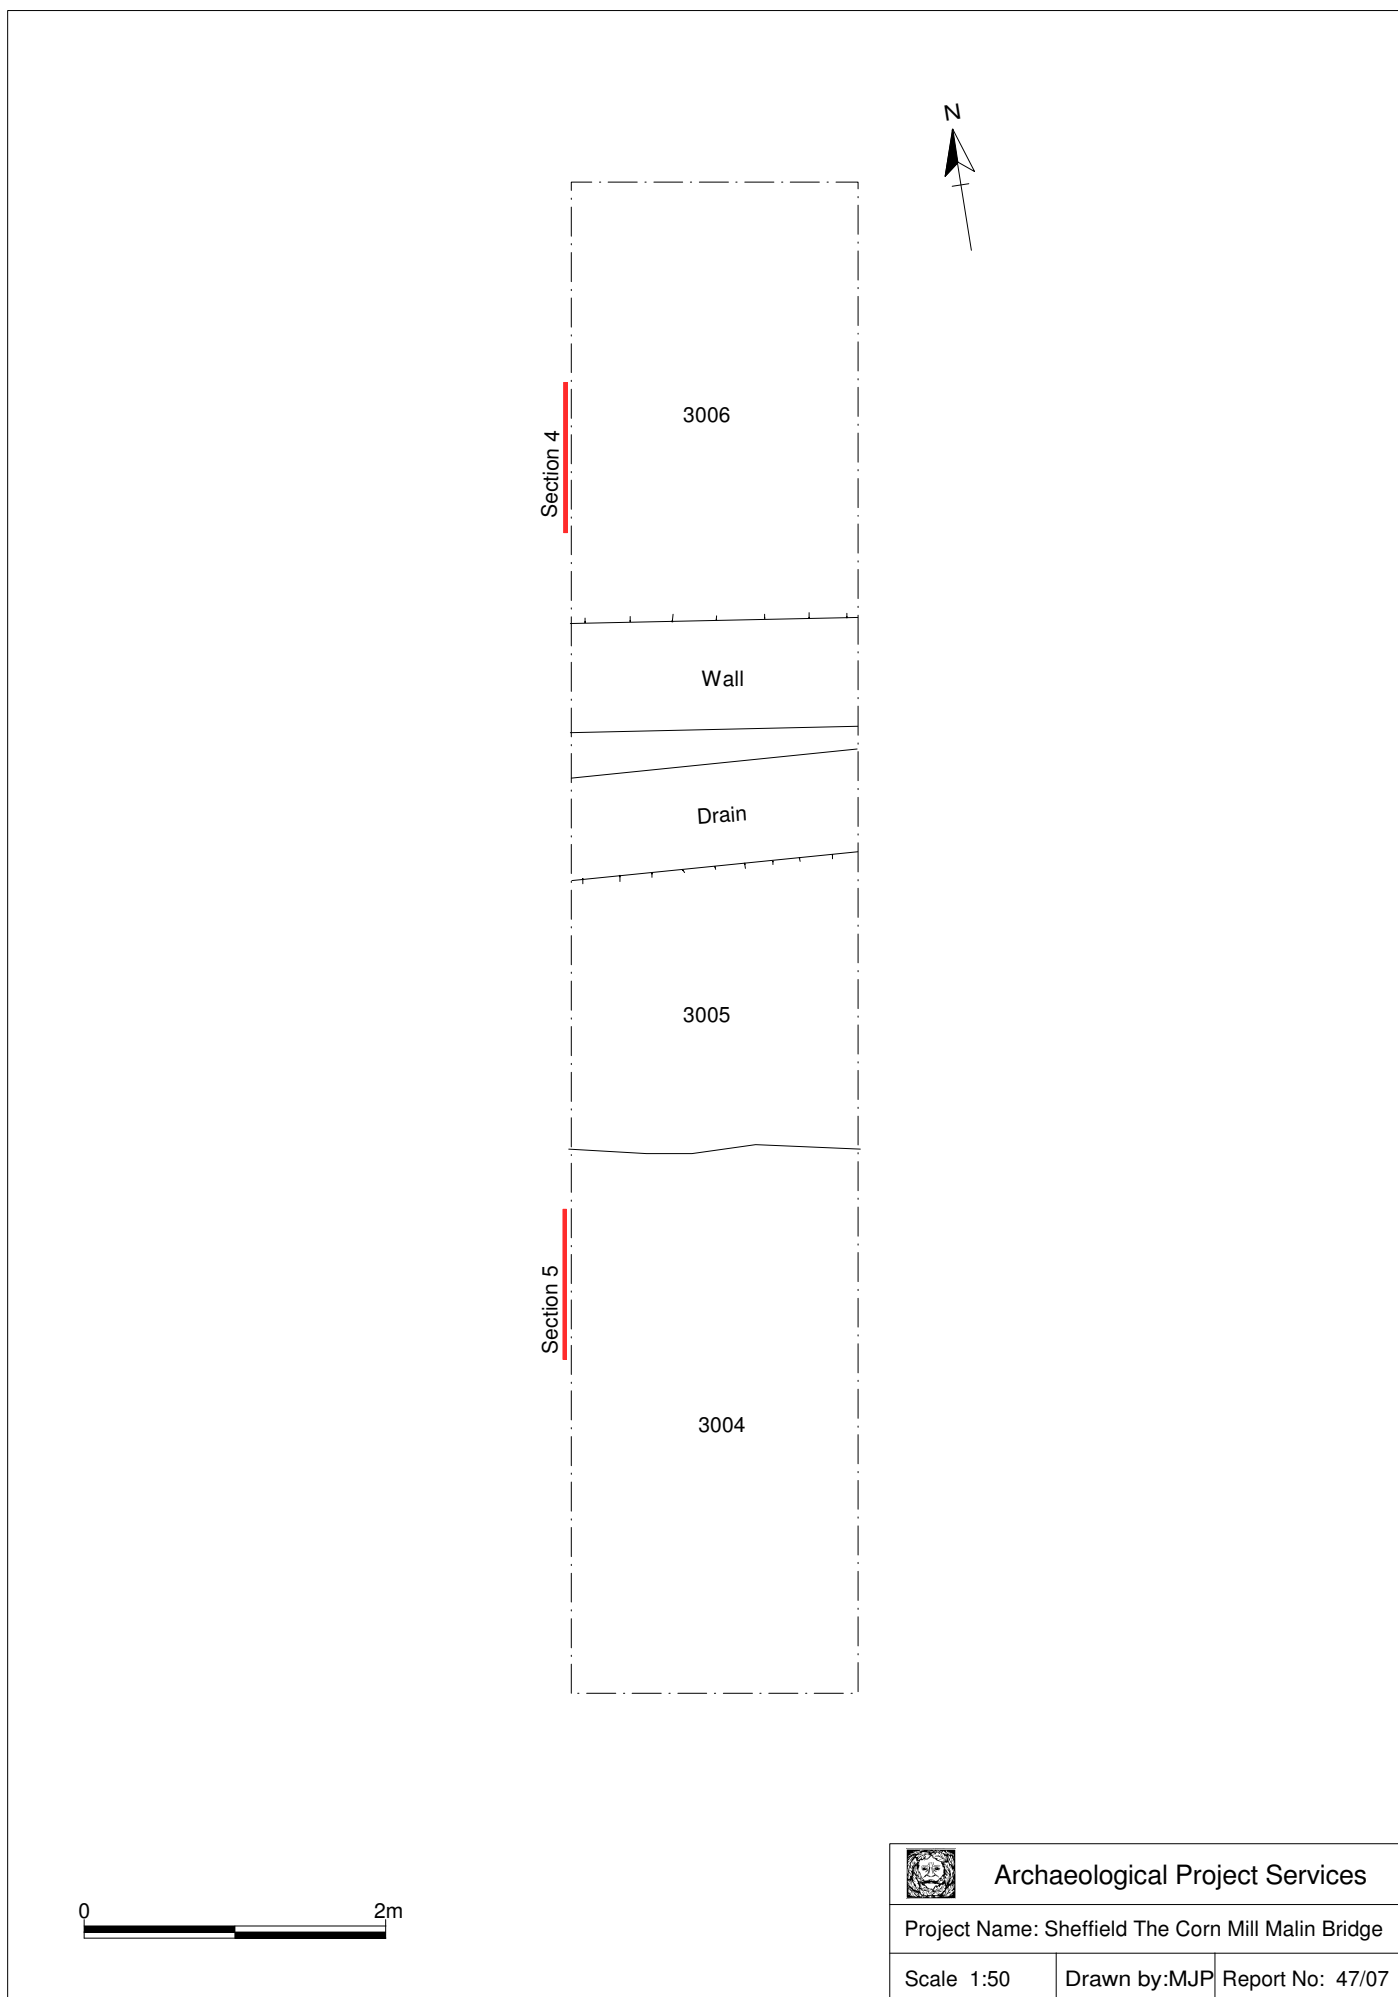 N
3006
Section 4
Wall
Drain
3005
Section 5
3004
0 2m
Archaeological Project Services
Project Name: Sheffield The Corn Mill Malin Bridge
Scale 1:50 Drawn by:MJP Report No: 47/07